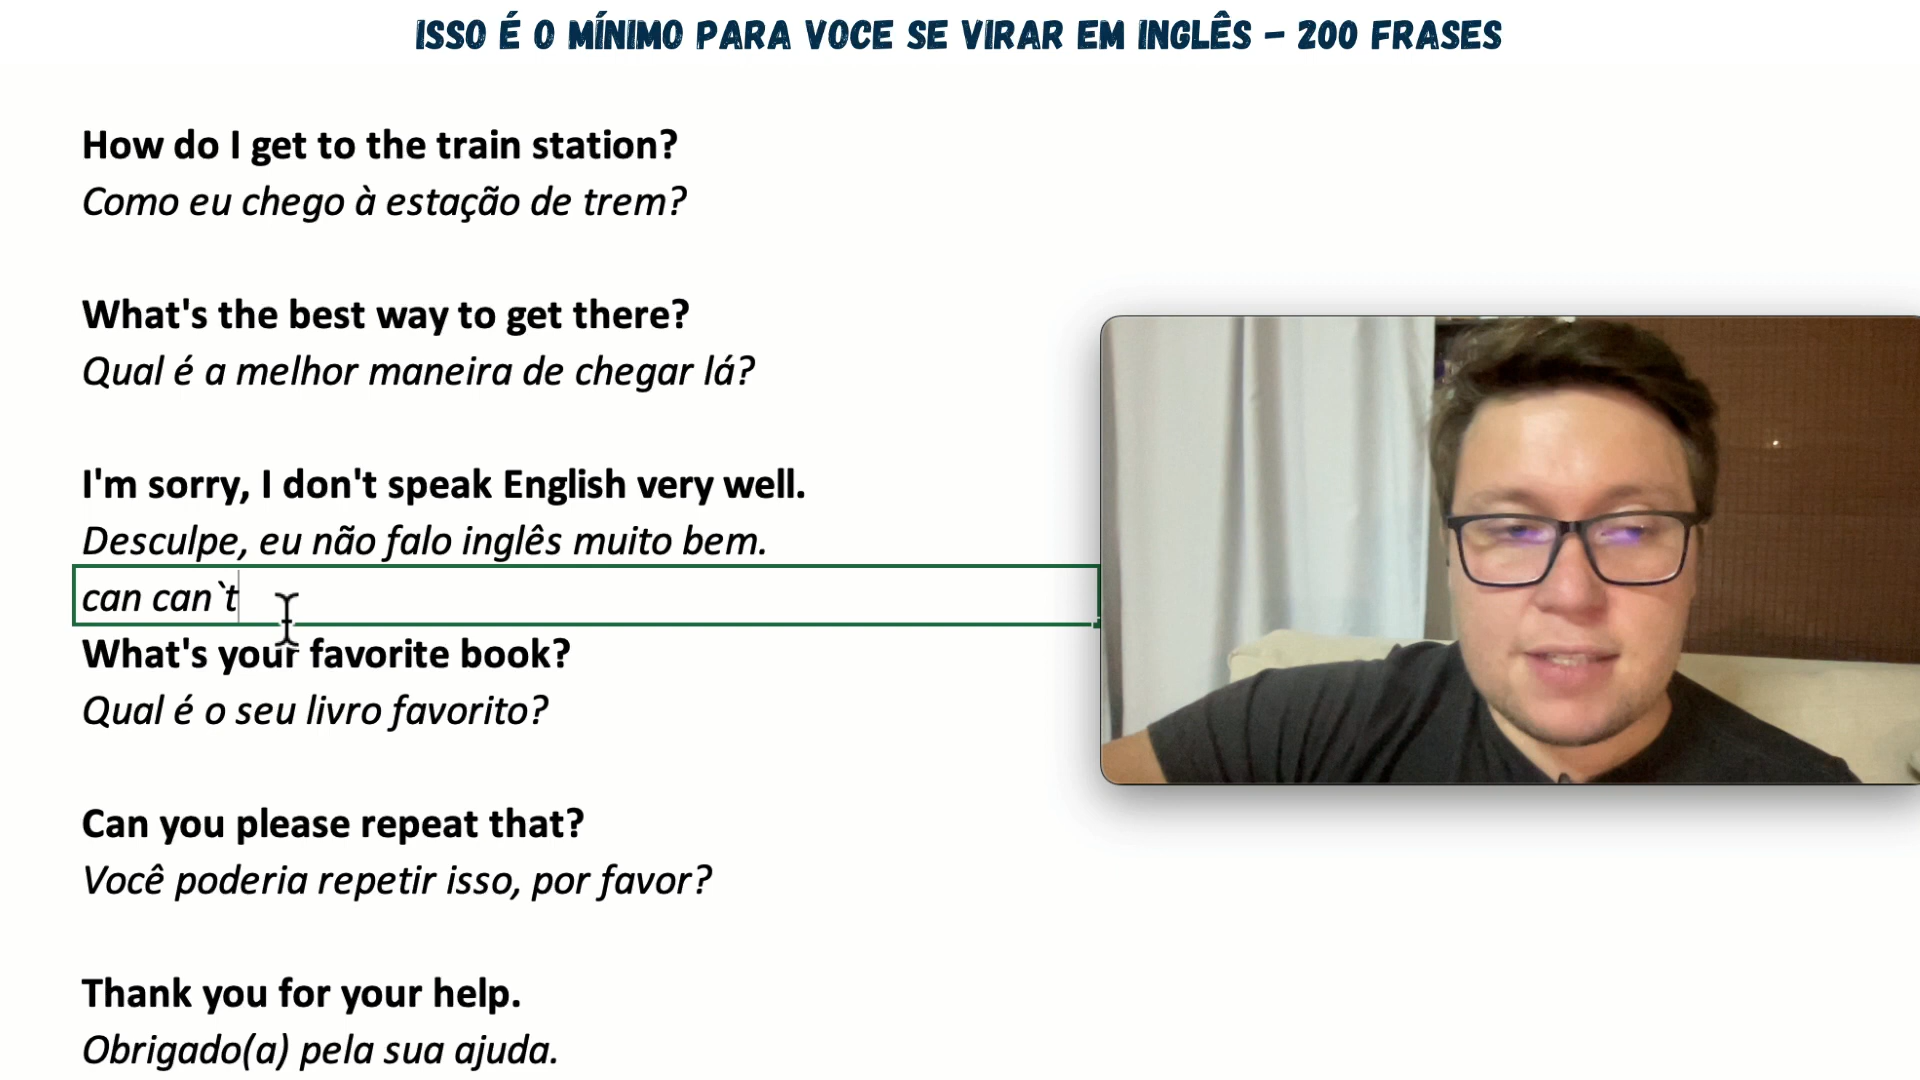 ISSO É O MÍNIMO PARA VOCE SE VIRAR EM INGLÊS – 200 FRASES
How do I get to the train station?
Como eu chego à estação de trem?
What's the best way to get there?
Qual é a melhor maneira de chegar lá?
I'm sorry, I don't speak English very well.
Desculpe, eu não falo inglês muito bem.
can can`t
What's your favorite book?
Qual é o seu livro favorito?
Can you please repeat that?
Você poderia repetir isso, por favor?
Thank you for your help.
Obrigado(a) pela sua ajuda.